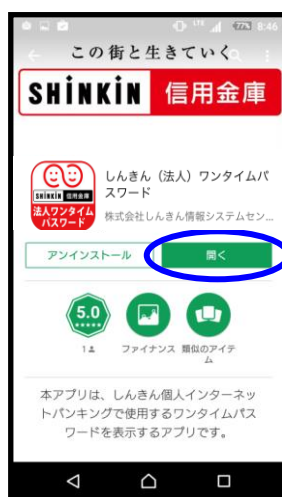 LTE 77% 8:46
この街と生きていく
SHiNKiN 信用金庫
しんきん（法人）ワンタイムパ
スワード
株式会社しんきん情報システムセン...
SHiNKiN 信用金庫
法人ワンタイム
パスワード
アンインストール 開く
5.0
1
ファイナンス 類似のアイテ
ム
本アプリは、しんきん個人インターネッ
トバンキングで使用するワンタイムパス
ワードを表示するアプリです。